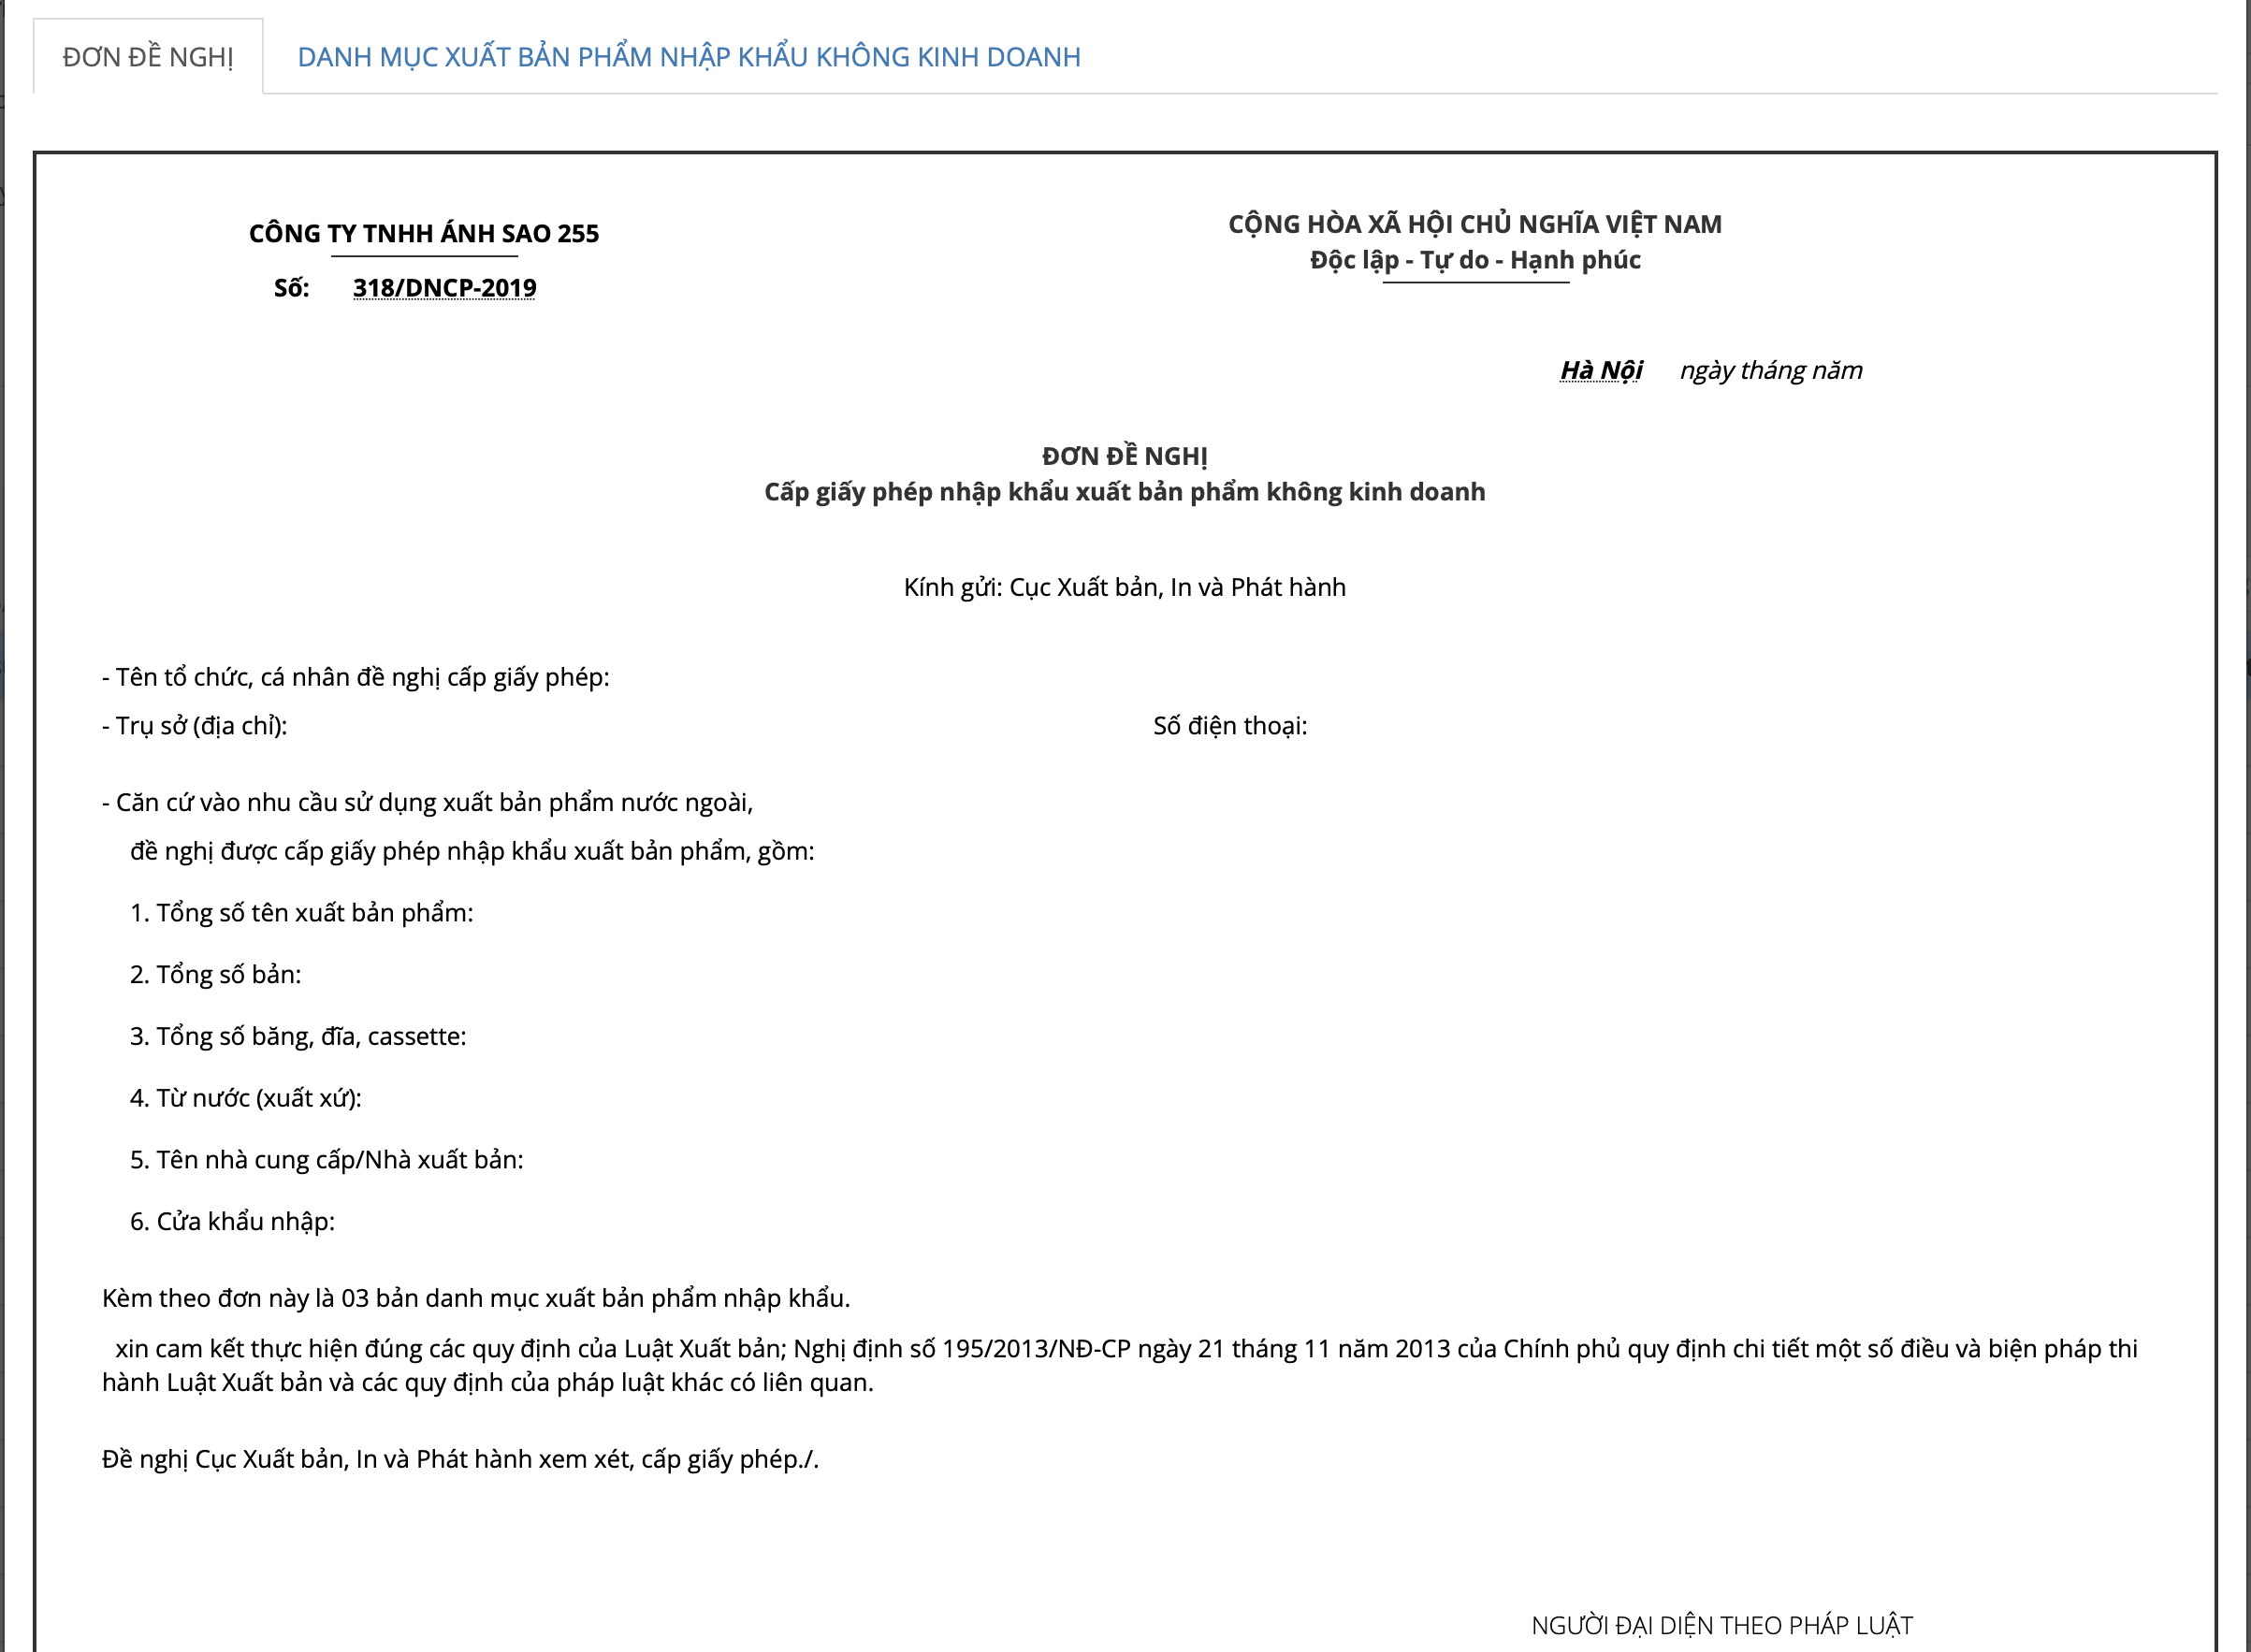 ĐƠN ĐỀ NGHỊ
DANH MỤC XUẤT BẢN PHẨM NHẬP KHẨU KHÔNG KINH DOANH
CÔNG TY TNHH ÁNH SAO 255
Số: 318/DNCP-2019
CỘNG HÒA XÃ HỘI CHỦ NGHĨA VIỆT NAM
Độc lập - Tự do - Hạnh phúc
Hà Nội ngày tháng năm
ĐƠN ĐỀ NGHỊ
Cấp giấy phép nhập khẩu xuất bản phẩm không kinh doanh
Kính gửi: Cục Xuất bản, In và Phát hành
- Tên tổ chức, cá nhân đề nghị cấp giấy phép:
- Trụ sở (địa chỉ): Số điện thoại:
- Căn cứ vào nhu cầu sử dụng xuất bản phẩm nước ngoài,
đề nghị được cấp giấy phép nhập khẩu xuất bản phẩm, gồm:
1. Tổng số tên xuất bản phẩm:
2. Tổng số bản:
3. Tổng số băng, đĩa, cassette:
4. Từ nước (xuất xứ):
5. Tên nhà cung cấp/Nhà xuất bản:
6. Cửa khẩu nhập:
Kèm theo đơn này là 03 bản danh mục xuất bản phẩm nhập khẩu.
xin cam kết thực hiện đúng các quy định của Luật Xuất bản; Nghị định số 195/2013/NĐ-CP ngày 21 tháng 11 năm 2013 của Chính phủ quy định chi tiết một số điều và biện pháp thi
hành Luật Xuất bản và các quy định của pháp luật khác có liên quan.
Đề nghị Cục Xuất bản, In và Phát hành xem xét, cấp giấy phép./.
NGƯỜI ĐẠI DIỆN THEO PHÁP LUẬT